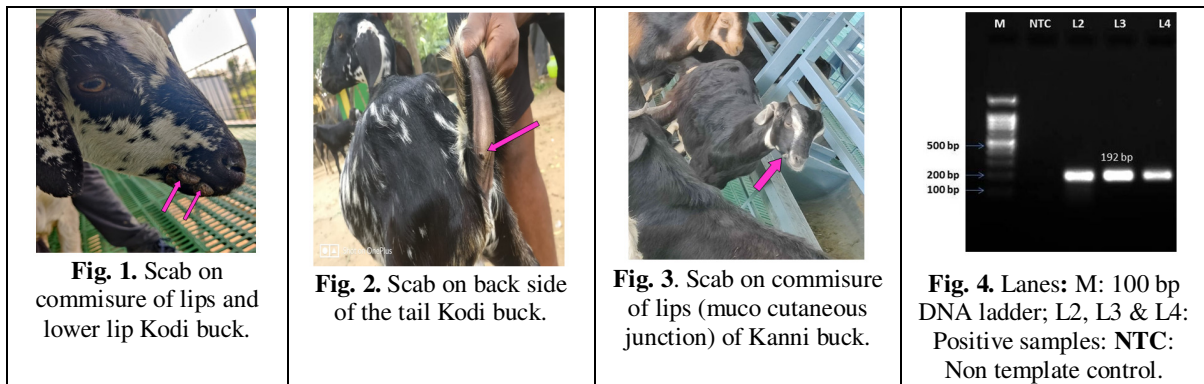 Fig. 1. Scab on
commisure of lips and
lower lip Kodi buck.
Fig. 2. Scab on back side
of the tail Kodi buck.
Fig. 3. Scab on commisure
of lips (muco cutaneous
junction) of Kanni buck.
M NTC L2 L3 L4
500 bp
192 bp
200 bp
100 bp
Fig. 4. Lanes: M: 100 bp
DNA ladder; L2, L3 & L4:
Positive samples: NTC:
Non template control.